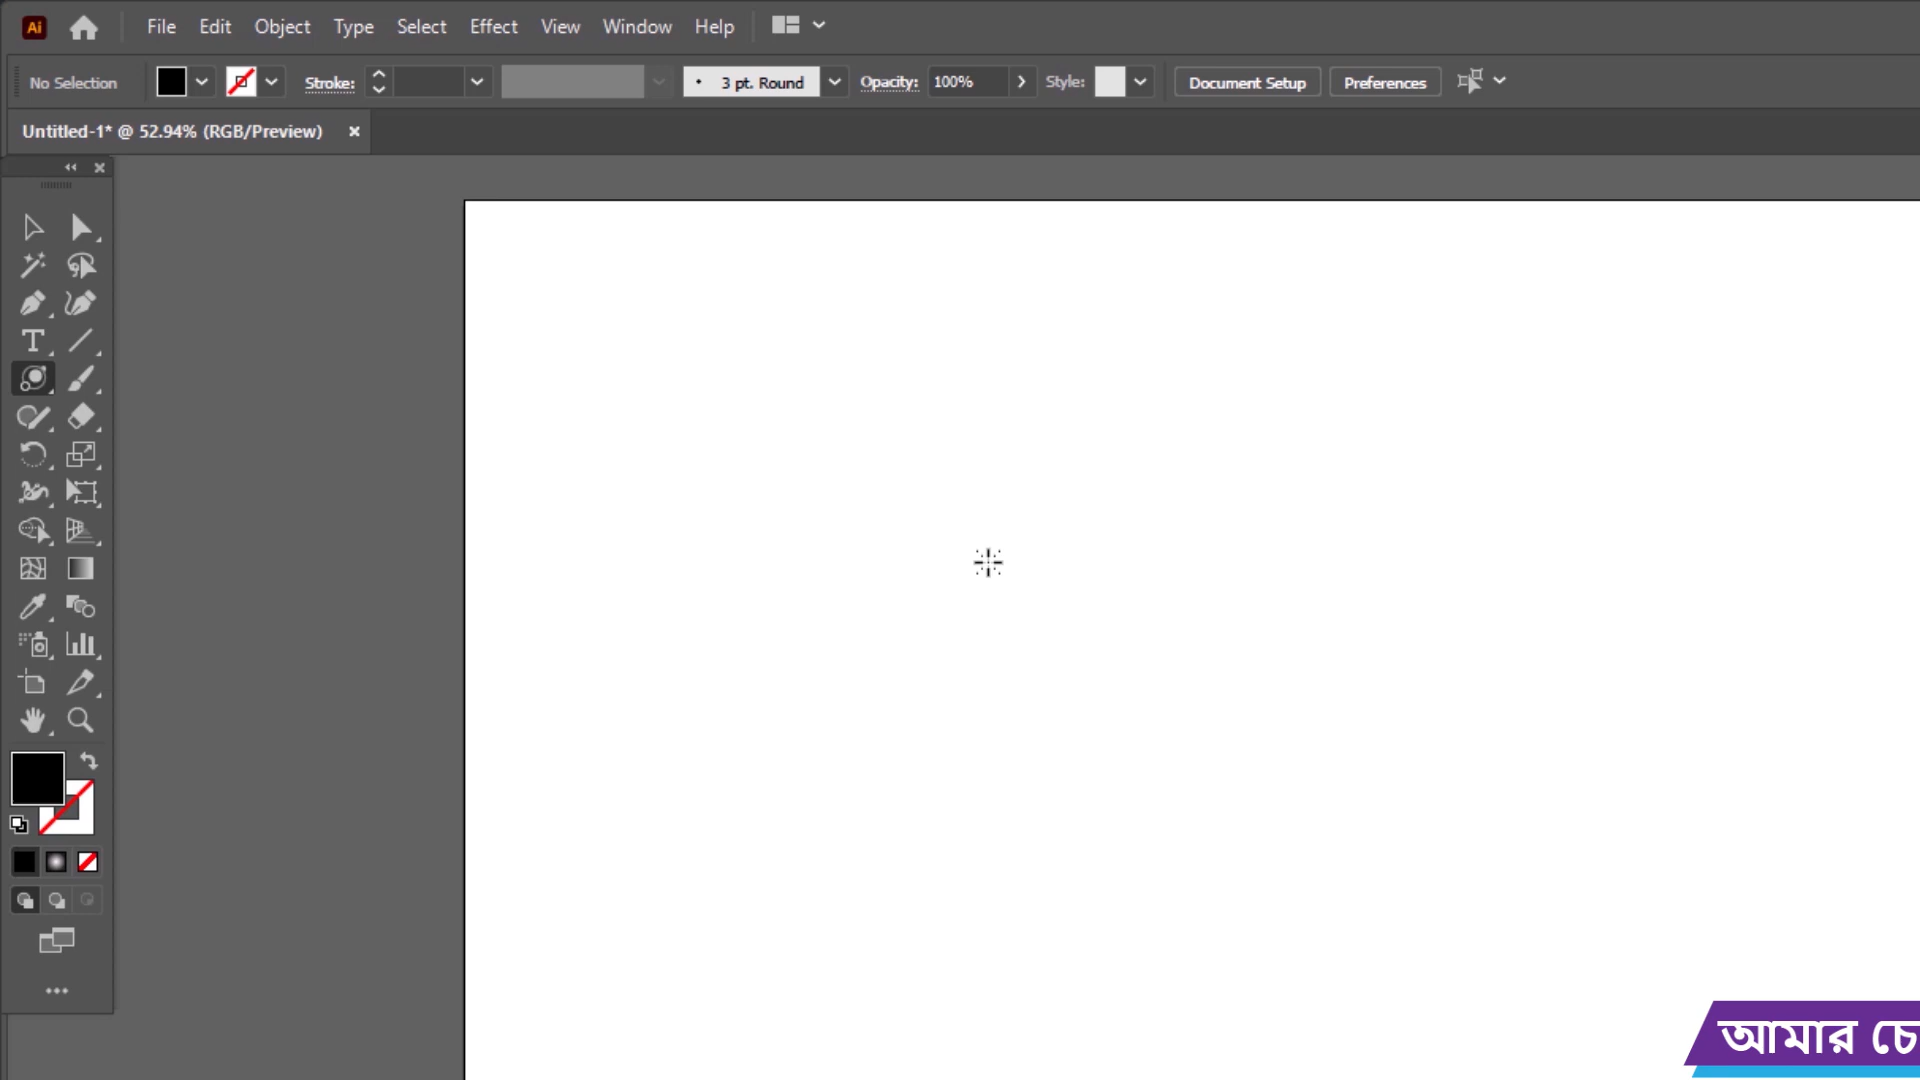 Ai File Edit Object Type Select Effect View Window Help
No Selection Stroke: 3 pt. Round Opacity: 100% Style: Document Setup Preferences
Untitled-1* @ 52.94% (RGB/Preview)
আমার চে